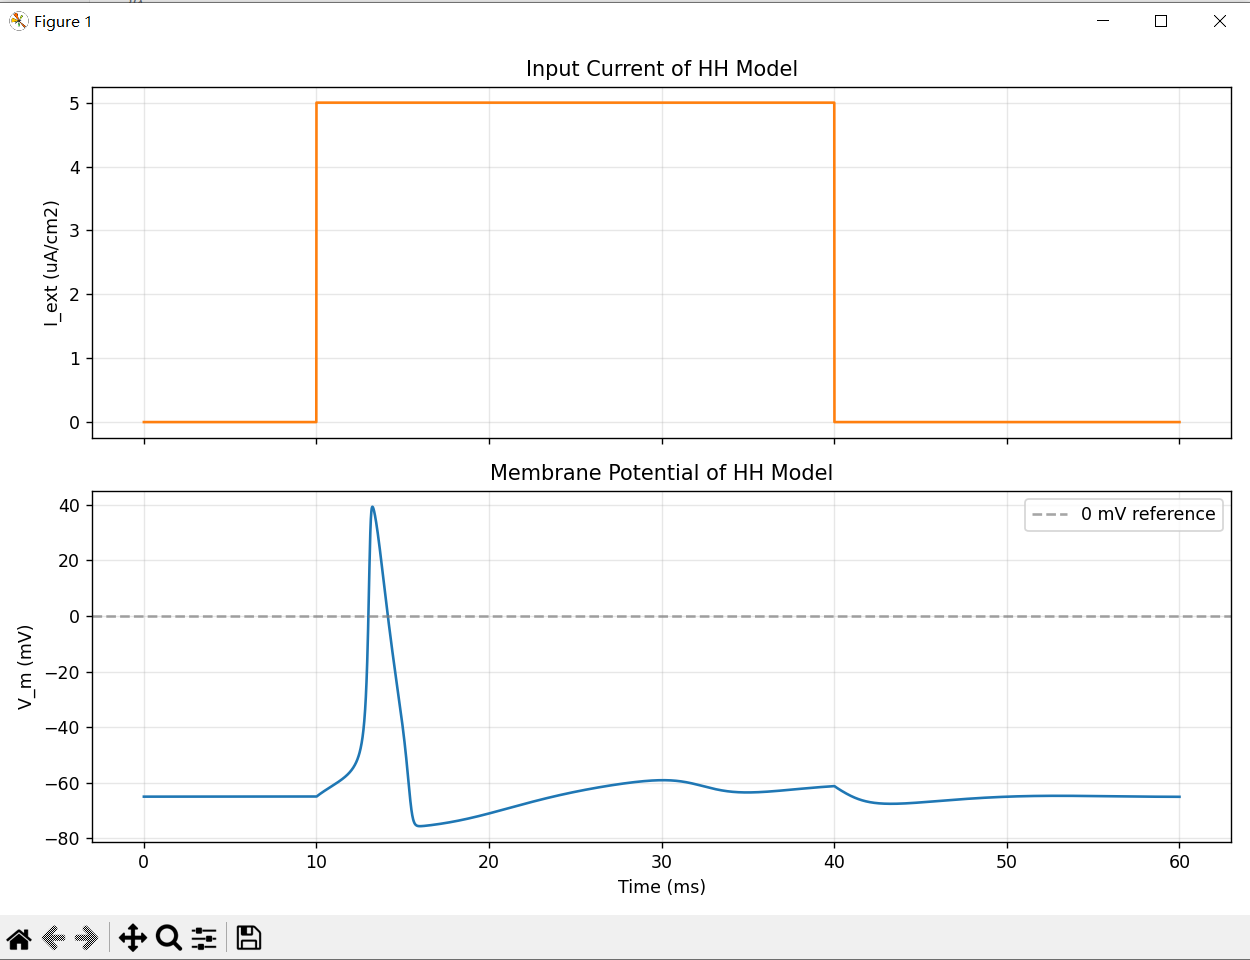 Figure 1
Input Current of HH Model
5
4
3
2
1
0
I_ext (uA/cm2)
Membrane Potential of HH Model
40
20
0
−20
−40
−60
−80
V_m (mV)
0 mV reference
0 10 20 30 40 50 60
Time (ms)